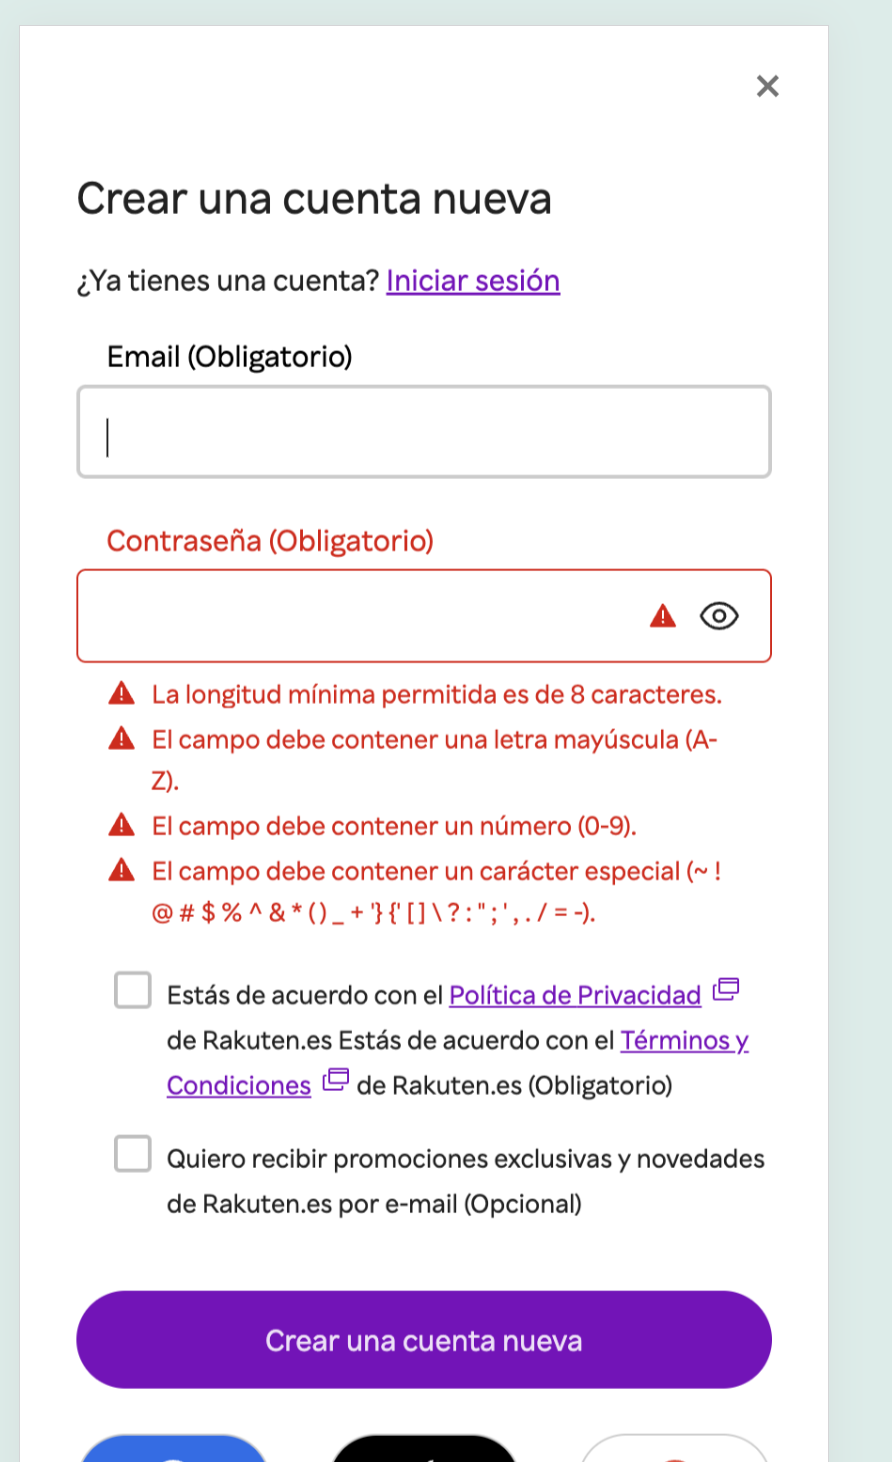 Crear una cuenta nueva
¿Ya tienes una cuenta? Iniciar sesión
Email (Obligatorio)
Contraseña (Obligatorio)
La longitud mínima permitida es de 8 caracteres.
El campo debe contener una letra mayúscula (A-
Z).
El campo debe contener un número (0-9).
El campo debe contener un carácter especial (~ !
@ # $ % ^ & * ( ) _ + '} {' [ ] \ ? : " ; ' , . / = -).
Estás de acuerdo con el Política de Privacidad
de Rakuten.es Estás de acuerdo con el Términos y
Condiciones de Rakuten.es (Obligatorio)
Quiero recibir promociones exclusivas y novedades
de Rakuten.es por e-mail (Opcional)
Crear una cuenta nueva